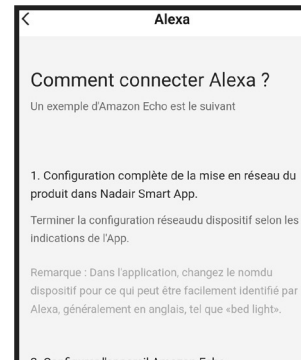 Alexa
Comment connecter Alexa ?
Un exemple d'Amazon Echo est le suivant
1. Configuration complète de la mise en réseau du
produit dans Nadair Smart App.
Terminer la configuration réseaudu dispositif selon les
indications de l'App.
Remarque : Dans l'application, changez le nomdu
dispositif pour ce qui peut être facilement identifié par
Alexa, généralement en anglais, tel que «bed light».